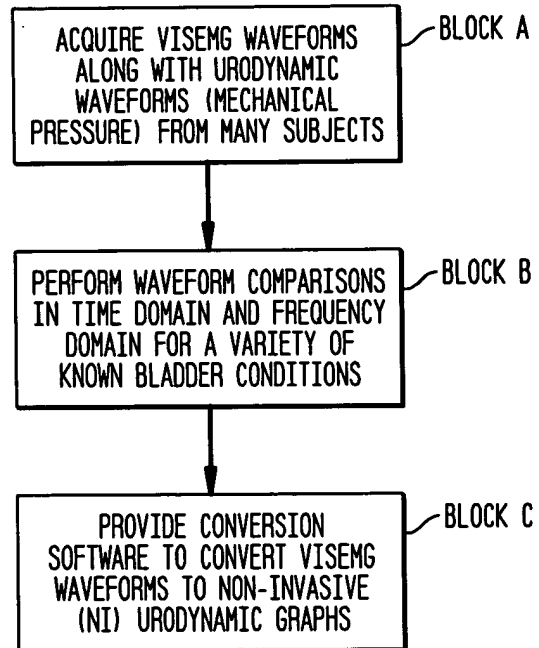 ACQUIRE VISEMG WAVEFORMS
ALONG WITH URODYNAMIC
WAVEFORMS (MECHANICAL
PRESSURE) FROM MANY SUBJECTS
BLOCK A
PERFORM WAVEFORM COMPARISONS
IN TIME DOMAIN AND FREQUENCY
DOMAIN FOR A VARIETY OF
KNOWN BLADDER CONDITIONS
BLOCK B
PROVIDE CONVERSION
SOFTWARE TO CONVERT VISEMG
WAVEFORMS TO NON-INVASIVE
(NI) URODYNAMIC GRAPHS
BLOCK C